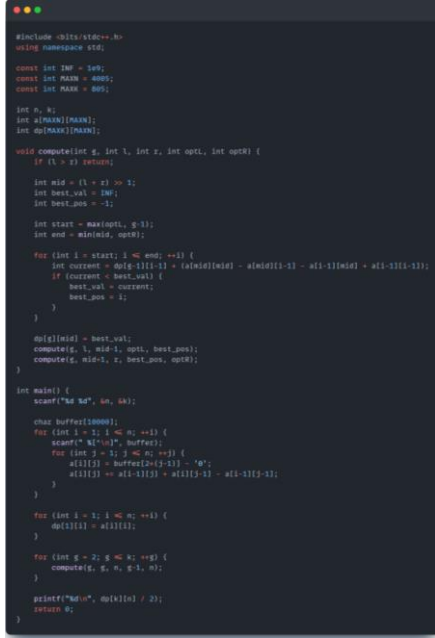 #include <bits/stdc++.h>
using namespace std;
const int INF = 1e9;
const int MAXN = 4005;
const int MAXK = 805;
int n, k;
int a[MAXN][MAXN];
int dp[MAXK][MAXN];
void compute(int g, int l, int r, int optL, int optR) {
if (l > r) return;
int mid = (l + r) >> 1;
int best_val = INF;
int best_pos = -1;
int start = max(optL, g-1);
int end = min(mid, optR);
for (int i = start; i <= end; ++i) {
int current = dp[g-1][i-1] + (a[mid][mid] - a[mid][i-1] - a[i-1][mid] + a[i-1][i-1]);
if (current < best_val) {
best_val = current;
best_pos = i;
}
}
dp[g][mid] = best_val;
compute(g, l, mid-1, optL, best_pos);
compute(g, mid+1, r, best_pos, optR);
}
int main() {
scanf("%d %d", &n, &k);
char buffer[10000];
for (int i = 1; i <= n; ++i) {
scanf(" %[^\n]", buffer);
for (int j = 1; j <= n; ++j) {
a[i][j] = buffer[2*(j-1)] - '0';
a[i][j] += a[i-1][j] + a[i][j-1] - a[i-1][j-1];
}
}
for (int i = 1; i <= n; ++i) {
dp[1][i] = a[i][i];
}
for (int g = 2; g <= k; ++g) {
compute(g, g, n, g-1, n);
}
printf("%d\n", dp[k][n] / 2);
return 0;
}